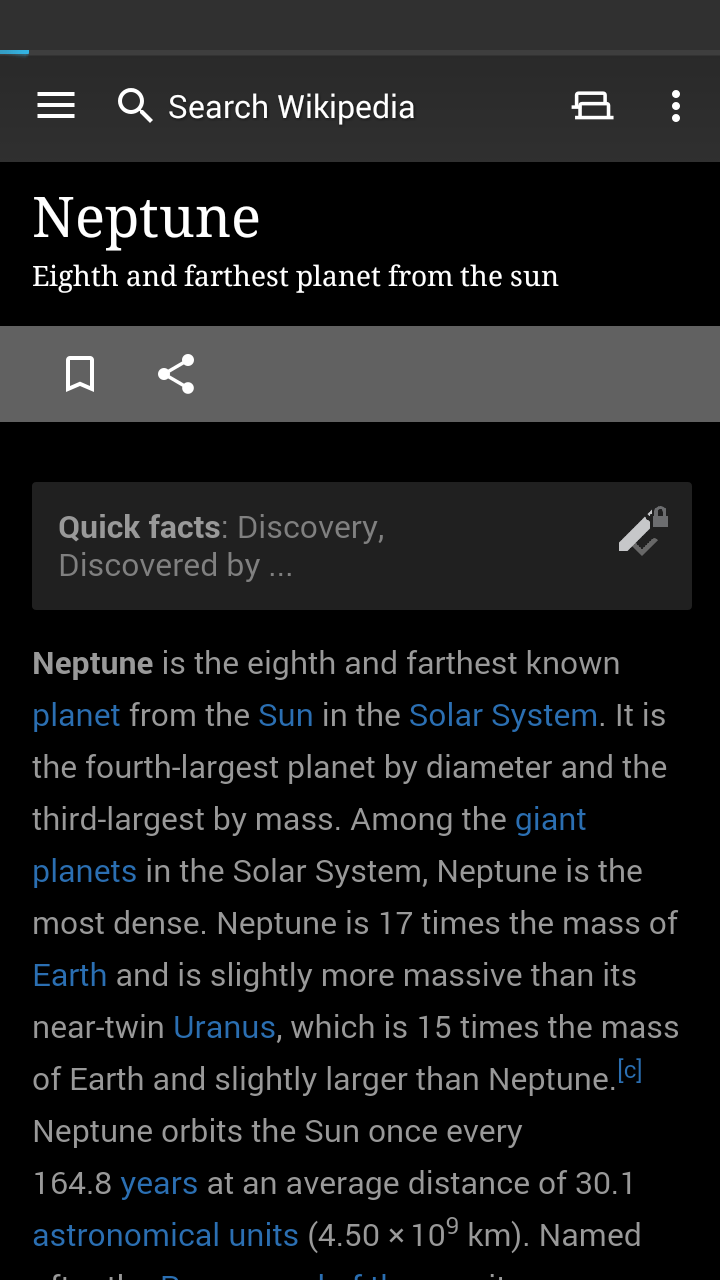 Search Wikipedia
Neptune
Eighth and farthest planet from the sun
Quick facts: Discovery,
Discovered by ...
Neptune is the eighth and farthest known
planet from the Sun in the Solar System. It is
the fourth-largest planet by diameter and the
third-largest by mass. Among the giant
planets in the Solar System, Neptune is the
most dense. Neptune is 17 times the mass of
Earth and is slightly more massive than its
near-twin Uranus, which is 15 times the mass
of Earth and slightly larger than Neptune.[c]
Neptune orbits the Sun once every
164.8 years at an average distance of 30.1
astronomical units (4.50 × 10⁹ km). Named